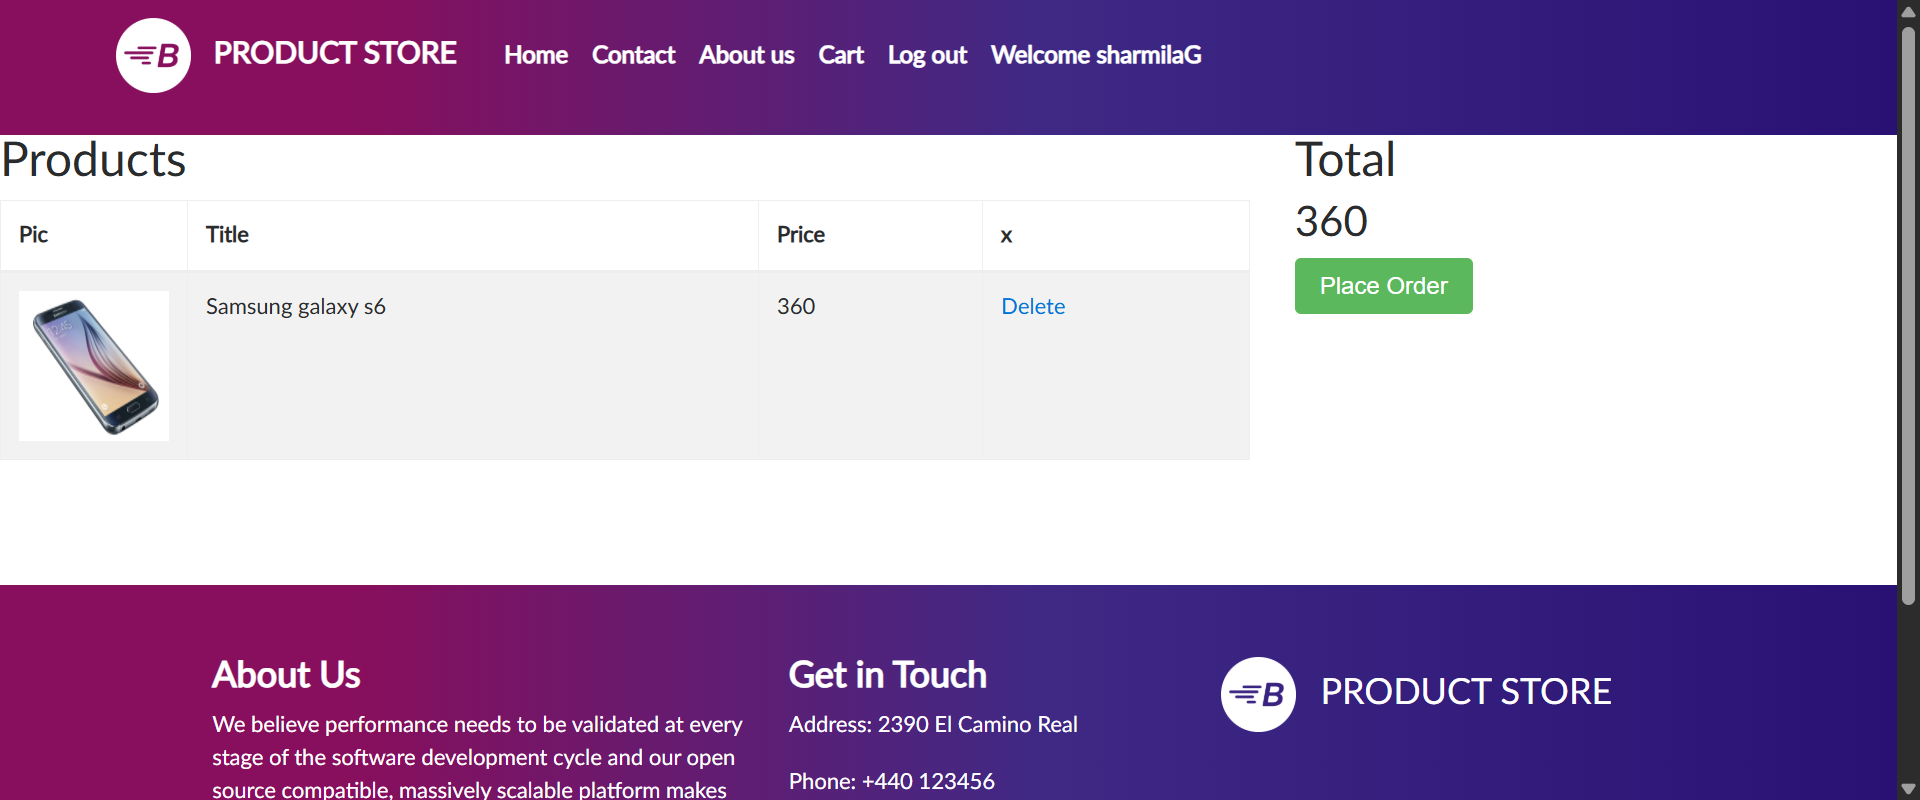 B PRODUCT STORE Home Contact About us Cart Log out Welcome sharmilaG
Products
Total
360
Place Order
Pic Title Price x
Samsung galaxy s6 360 Delete
About Us
We believe performance needs to be validated at every
stage of the software development cycle and our open
source compatible, massively scalable platform makes
Get in Touch
Address: 2390 El Camino Real
Phone: +440 123456
B PRODUCT STORE